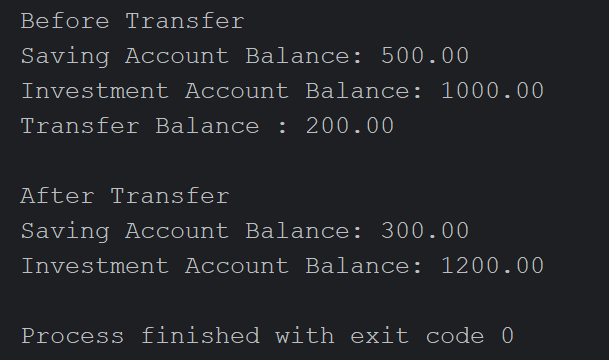 Before Transfer
Saving Account Balance: 500.00
Investment Account Balance: 1000.00
Transfer Balance : 200.00
After Transfer
Saving Account Balance: 300.00
Investment Account Balance: 1200.00
Process finished with exit code 0